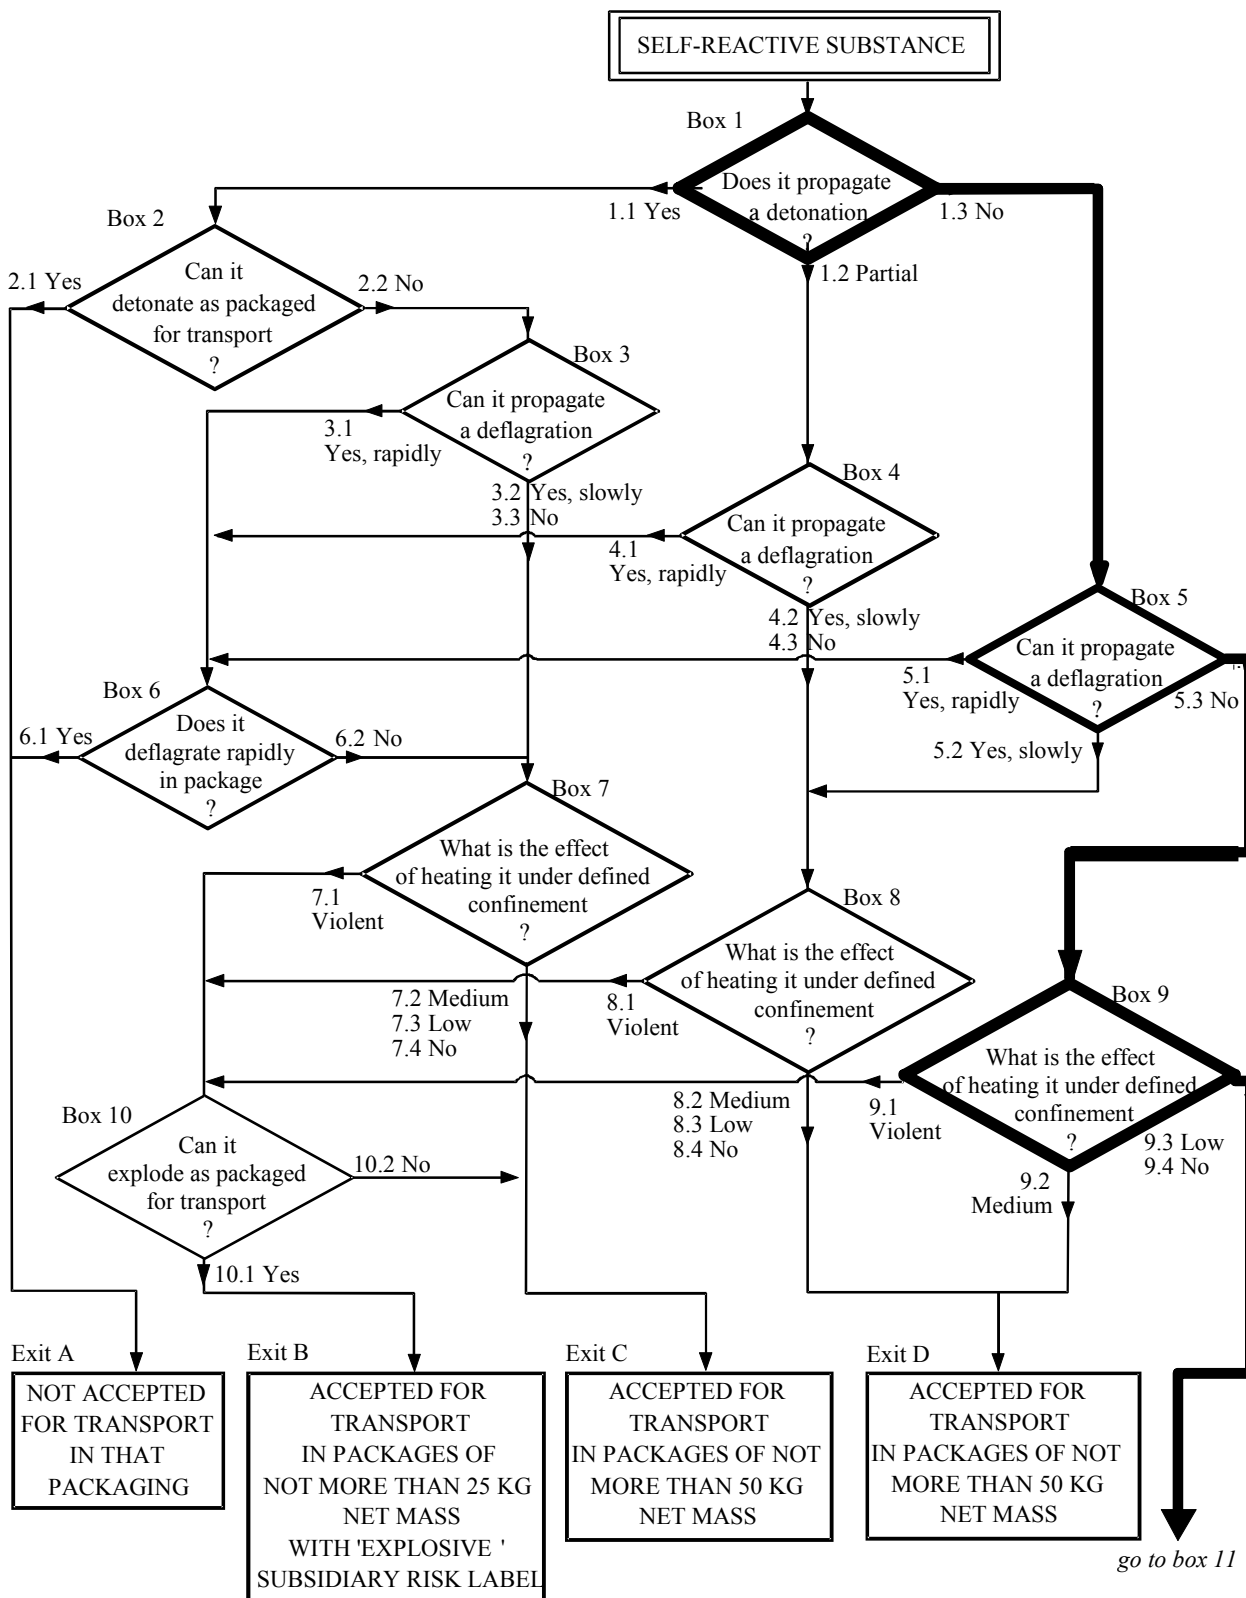 SELF-REACTIVE SUBSTANCE
Box 1
Does it propagate
a detonation
?
1.1 Yes
1.3 No
1.2 Partial
Box 2
Can it
detonate as packaged
for transport
?
2.1 Yes
2.2 No
Box 3
Can it propagate
a deflagration
?
3.1
Yes, rapidly
3.2 Yes, slowly
3.3 No
Box 4
Can it propagate
a deflagration
?
4.1
Yes, rapidly
4.2 Yes, slowly
4.3 No
Box 5
Can it propagate
a deflagration
?
5.1
Yes, rapidly
5.3 No
5.2 Yes, slowly
Box 6
Does it
deflagrate rapidly
in package
?
6.1 Yes
6.2 No
Box 7
What is the effect
of heating it under defined
confinement
?
7.1
Violent
7.2 Medium
7.3 Low
7.4 No
Box 8
What is the effect
of heating it under defined
confinement
?
8.1
Violent
8.2 Medium
8.3 Low
8.4 No
Box 9
What is the effect
of heating it under defined
confinement
?
9.1
Violent
9.3 Low
9.4 No
9.2
Medium
Box 10
Can it
explode as packaged
for transport
?
10.2 No
10.1 Yes
Exit A
NOT ACCEPTED
FOR TRANSPORT
IN THAT
PACKAGING
Exit B
ACCEPTED FOR
TRANSPORT
IN PACKAGES OF
NOT MORE THAN 25 KG
NET MASS
WITH 'EXPLOSIVE '
SUBSIDIARY RISK LABEL
Exit C
ACCEPTED FOR
TRANSPORT
IN PACKAGES OF NOT
MORE THAN 50 KG
NET MASS
Exit D
ACCEPTED FOR
TRANSPORT
IN PACKAGES OF NOT
MORE THAN 50 KG
NET MASS
go to box 11